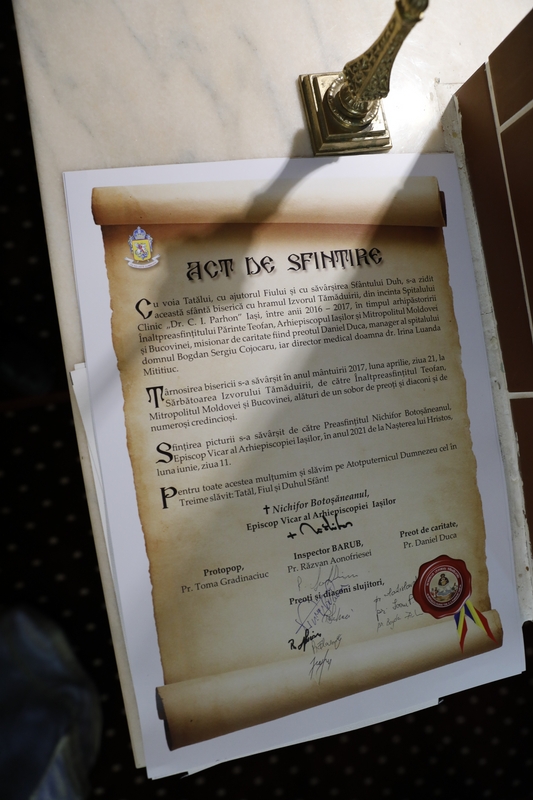 ACT DE SFINȚIRE
Cu voia Tatălui, cu ajutorul Fiului și cu săvârșirea Sfântului Duh, s-a zidit
această sfântă biserică cu hramul Izvorul Tămăduirii, din incinta Spitalului
Clinic „Dr. C. I. Parhon” Iași, între anii 2016 – 2017, în timpul arhipăstoririi
Înaltpreasfințitului Părinte Teofan, Arhiepiscopul Iașilor și Mitropolitul Moldovei
și Bucovinei, misionar de caritate fiind preotul Daniel Duca, manager al spitalului
domnul Bogdan Sergiu Cojocaru, iar director medical doamna dr. Irina Luanda
Mititiuc.
Târnosirea bisericii s-a săvârșit în anul mântuirii 2017, luna aprilie, ziua 21, la
Sărbătoarea Izvorului Tămăduirii, de către Înaltpreasfințitul Teofan,
Mitropolitul Moldovei și Bucovinei, alături de un sobor de preoți și diaconi și de
numeroși credincioși.
Sfințirea picturii s-a săvârșit de către Preasfințitul Nichifor Botoșăneanul,
Episcop Vicar al Arhiepiscopiei Iașilor, în anul 2021 de la Nașterea lui Hristos,
luna iunie, ziua 11.
Pentru toate acestea mulțumim și slăvim pe Atotputernicul Dumnezeu cel în
Treime slăvit: Tatăl, Fiul și Duhul Sfânt!
† Nichifor Botoșăneanul,
Episcop Vicar al Arhiepiscopiei Iașilor
Protopop,
Pr. Toma Gradinaciuc
Inspector BARUB,
Pr. Răzvan Aonofriesei
Preot de caritate,
Pr. Daniel Duca
Preoți și diaconi slujitori,